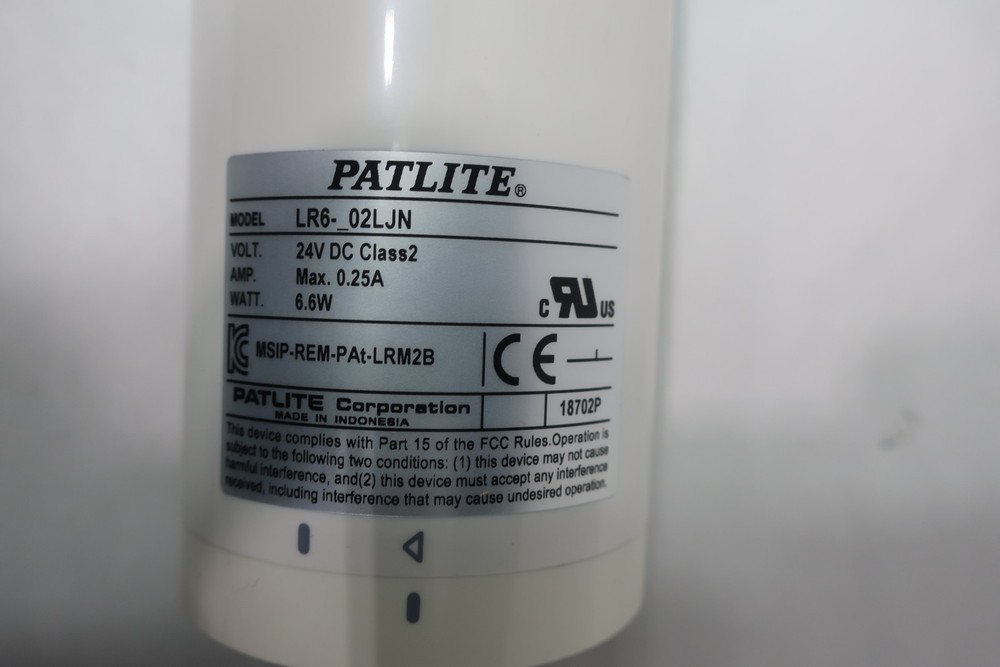 PATLITE®
MODEL LR6-_02LJN
VOLT. 24V DC Class2
AMP. Max. 0.25A
WATT. 6.6W
c RU US
KC MSIP-REM-PAt-LRM2B CE
PATLITE Corporation 18702P
MADE IN INDONESIA
This device complies with Part 15 of the FCC Rules.Operation is
subject to the following two conditions: (1) this device may not cause
harmful interference, and(2) this device must accept any interference
received, including interference that may cause undesired operation.